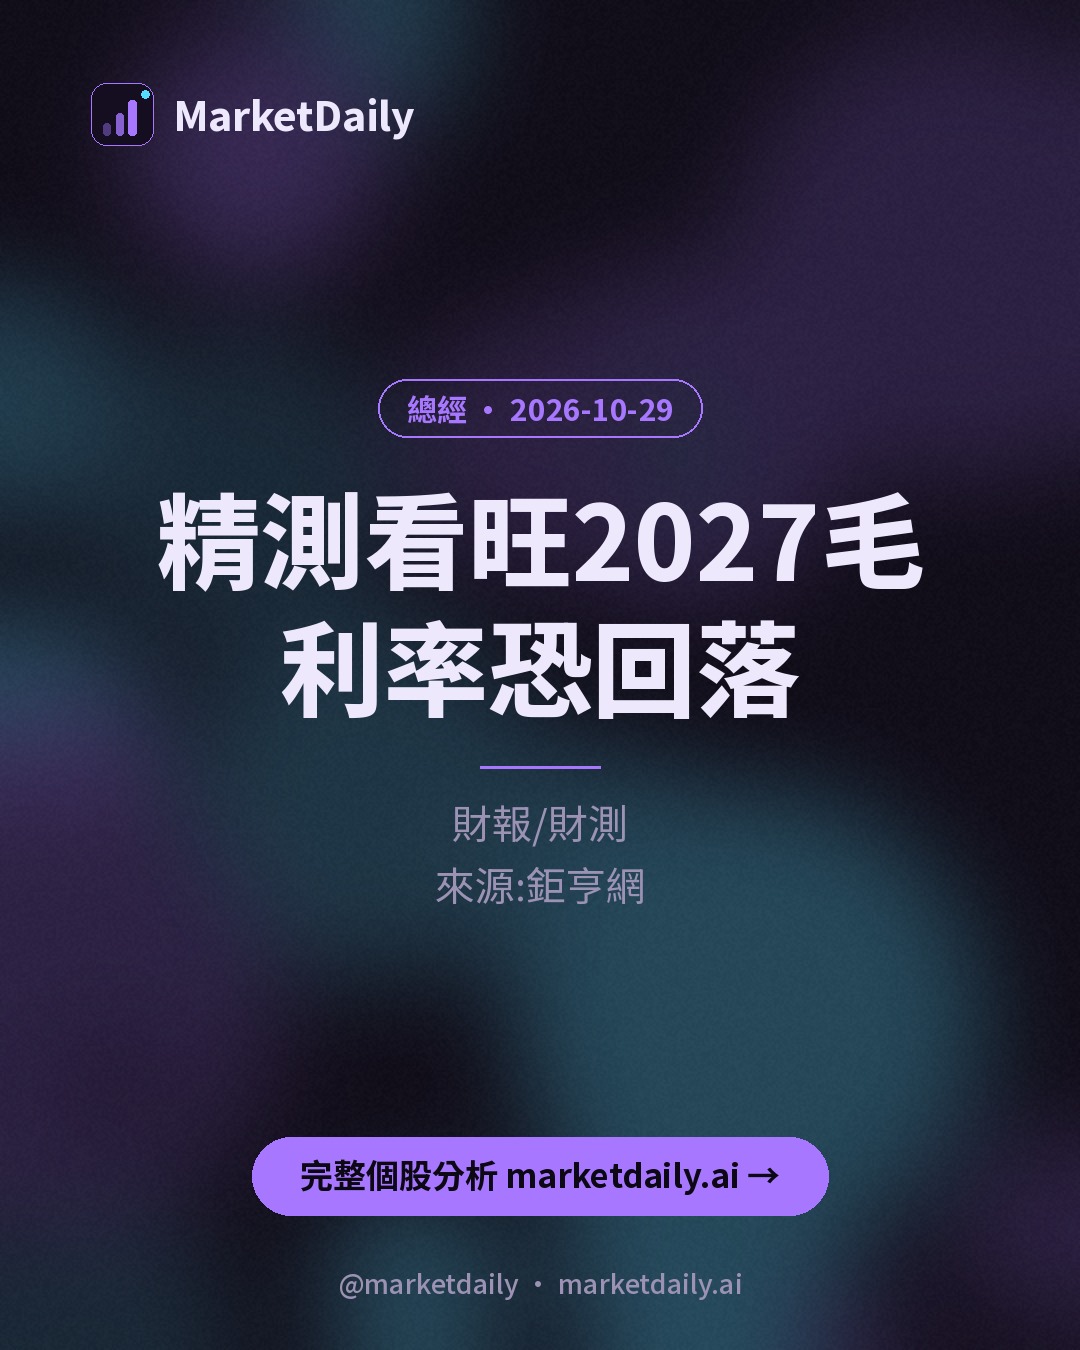 MarketDaily
總經 · 2026-10-29
精測看旺2027毛
利率恐回落
財報/財測
來源:鉅亨網
完整個股分析 marketdaily.ai →
@marketdaily · marketdaily.ai